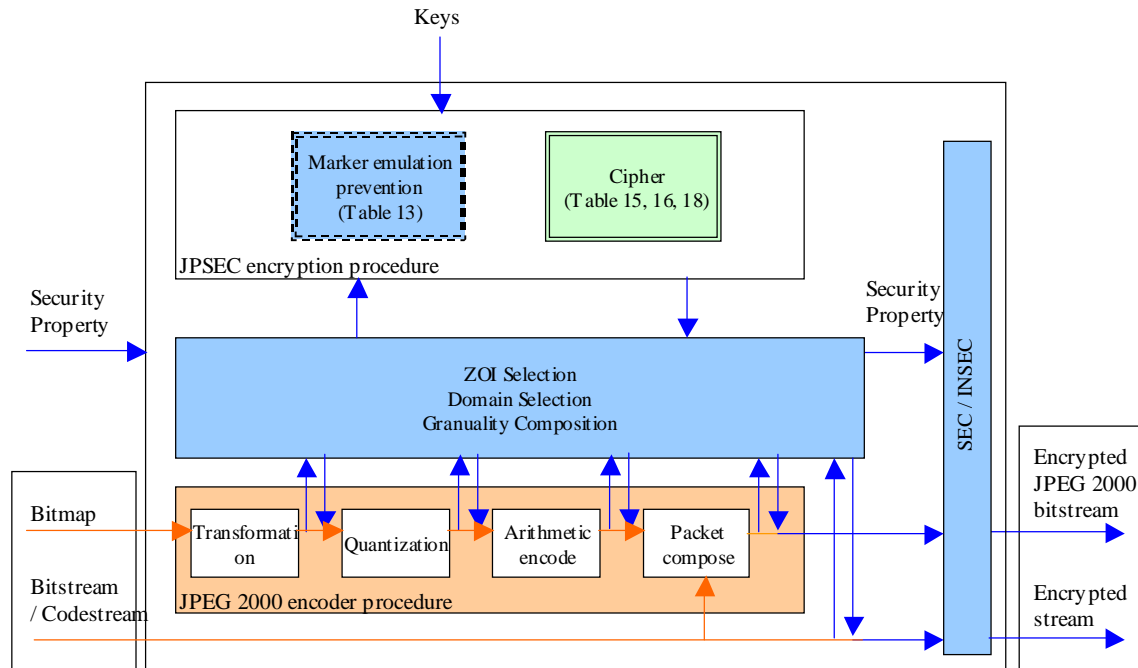 Keys
Marker emulation
prevention
(Table 13)
Cipher
(Table 15, 16, 18)
JPSEC encryption procedure
Security
Property
Security
Property
ZOI Selection
Domain Selection
Granuality Composition
SEC / INSEC
Bitmap
Transformati
on
Quantization
Arithmetic
encode
Packet
compose
JPEG 2000 encoder procedure
Bitstream
/ Codestream
Encrypted
JPEG 2000
bitstream
Encrypted
stream